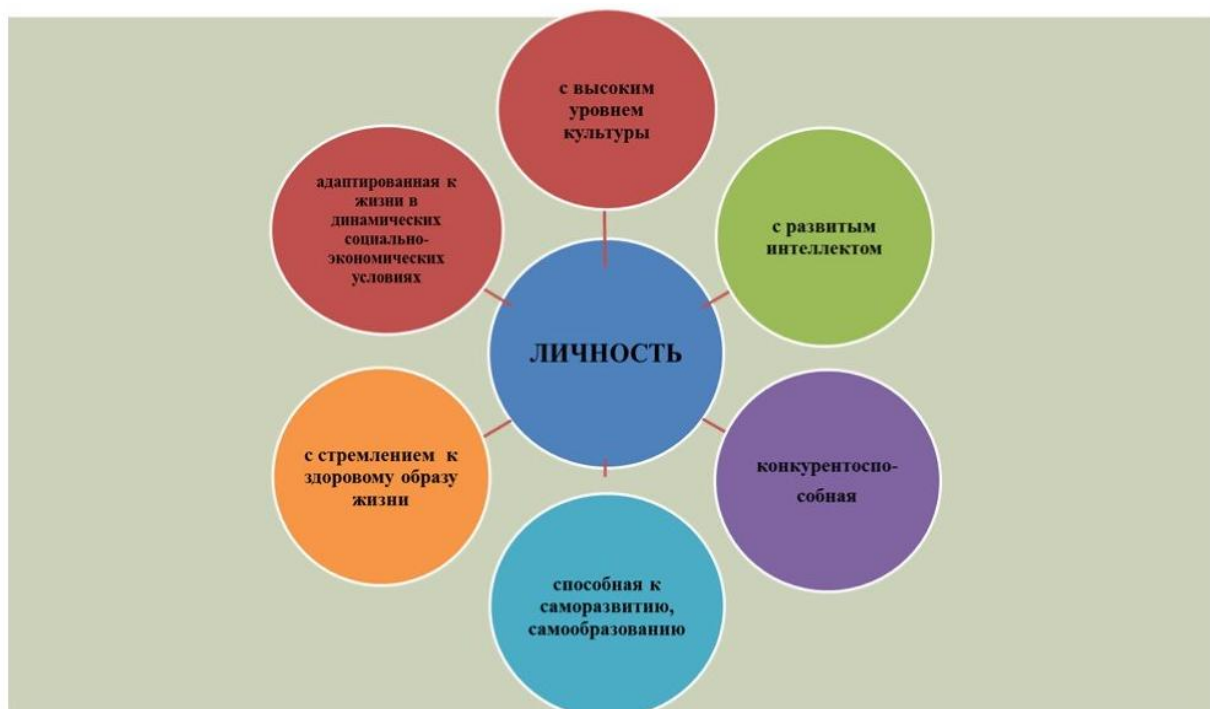 с высоким
уровнем
культуры
адаптированная к
жизни в
динамических
социально-
экономических
условиях
с развитым
интеллектом
ЛИЧНОСТЬ
с стремлением к
здоровому образу
жизни
конкурентоспо-
собная
способная к
саморазвитию,
самообразованию